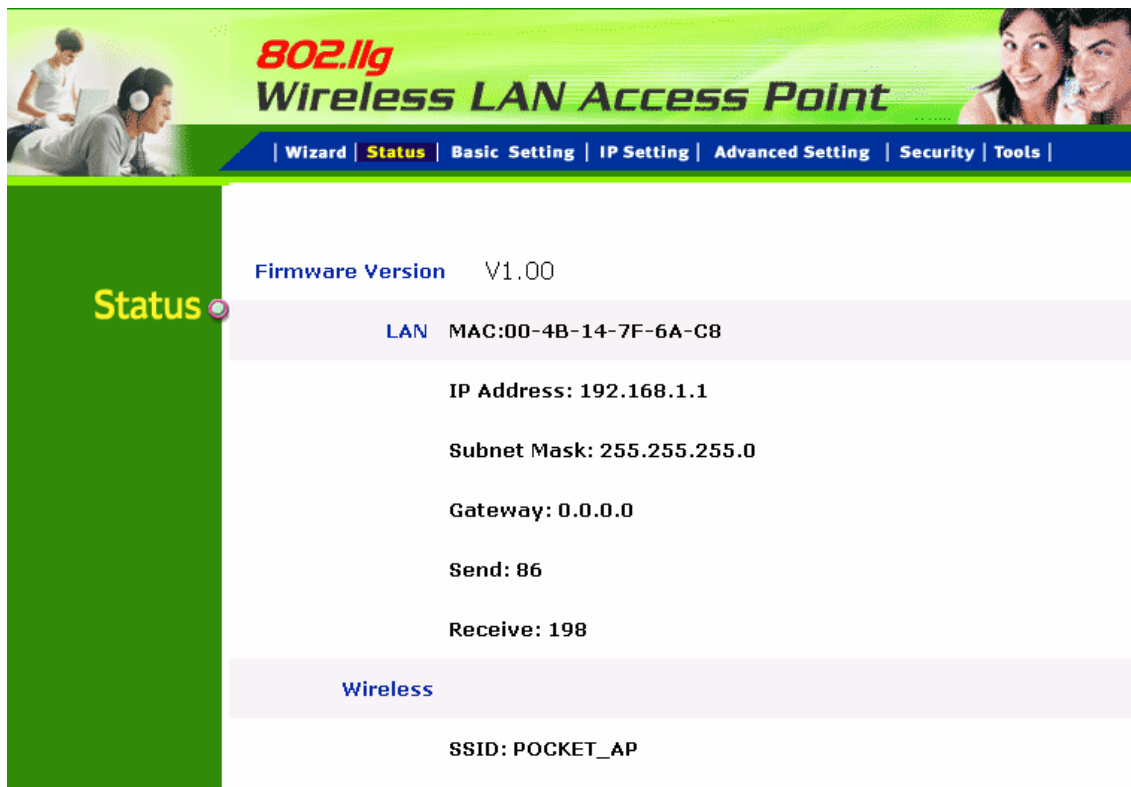 802.11g
Wireless LAN Access Point
| Wizard | Status | Basic Setting | IP Setting | Advanced Setting | Security | Tools |
Status
Firmware Version V1.00
LAN MAC:00-4B-14-7F-6A-C8
IP Address: 192.168.1.1
Subnet Mask: 255.255.255.0
Gateway: 0.0.0.0
Send: 86
Receive: 198
Wireless
SSID: POCKET_AP